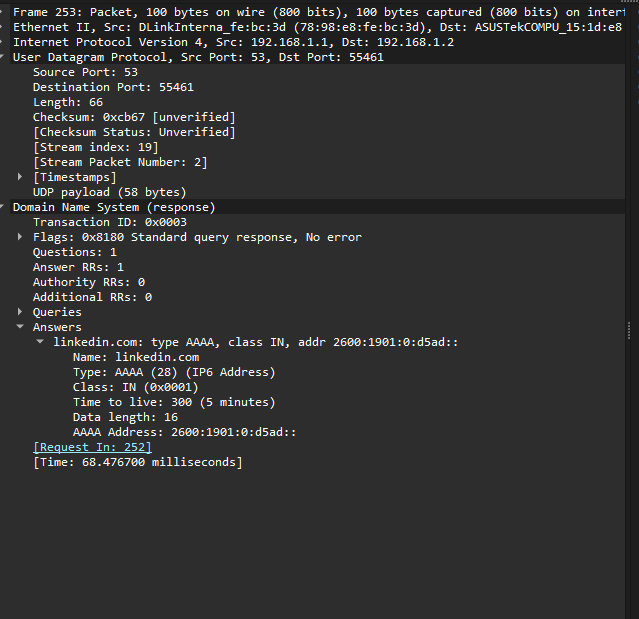 Frame 253: Packet, 100 bytes on wire (800 bits), 100 bytes captured (800 bits) on interf
Ethernet II, Src: DLinkInterna_fe:bc:3d (78:98:e8:fe:bc:3d), Dst: ASUSTekCOMPU_15:1d:e8
Internet Protocol Version 4, Src: 192.168.1.1, Dst: 192.168.1.2
User Datagram Protocol, Src Port: 53, Dst Port: 55461
Source Port: 53
Destination Port: 55461
Length: 66
Checksum: 0xcb67 [unverified]
[Checksum Status: Unverified]
[Stream index: 19]
[Stream Packet Number: 2]
[Timestamps]
UDP payload (58 bytes)
Domain Name System (response)
Transaction ID: 0x0003
Flags: 0x8180 Standard query response, No error
Questions: 1
Answer RRs: 1
Authority RRs: 0
Additional RRs: 0
Queries
Answers
linkedin.com: type AAAA, class IN, addr 2600:1901:0:d5ad::
Name: linkedin.com
Type: AAAA (28) (IP6 Address)
Class: IN (0x0001)
Time to live: 300 (5 minutes)
Data length: 16
AAAA Address: 2600:1901:0:d5ad::
[Request In: 252]
[Time: 68.476700 milliseconds]